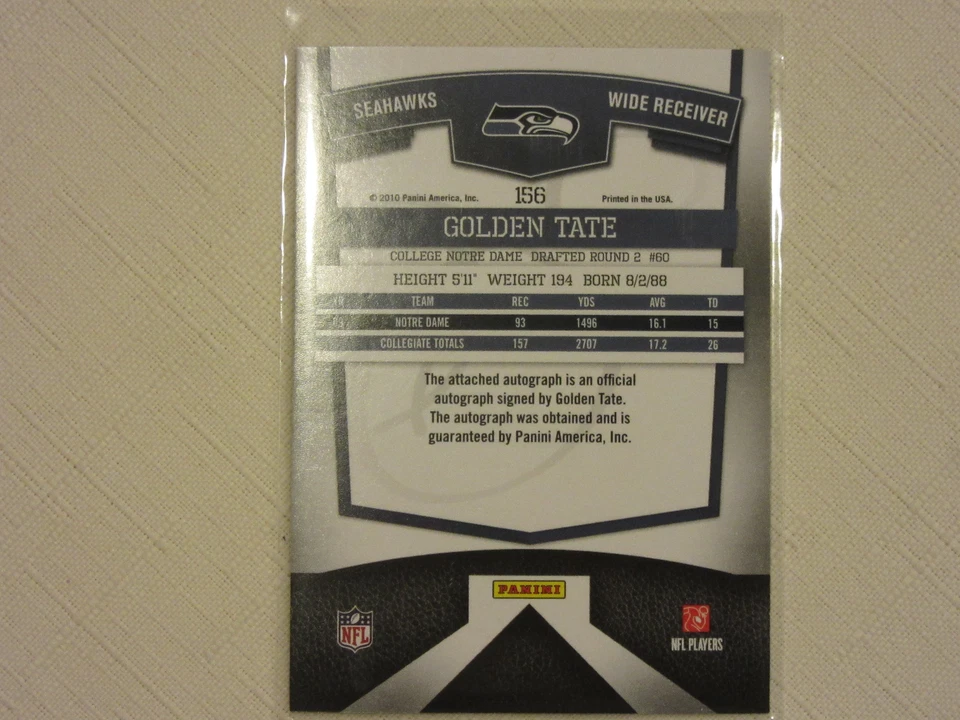 SEAHAWKS
WIDE RECEIVER
© 2010 Panini America, Inc. 156 Printed in the USA.
GOLDEN TATE
COLLEGE NOTRE DAME DRAFTED ROUND 2 #60
HEIGHT 5'11" WEIGHT 194 BORN 8/2/88
YR TEAM REC YDS AVG TD
NOTRE DAME 93 1496 16.1 15
COLLEGIATE TOTALS 157 2707 17.2 26
The attached autograph is an official
autograph signed by Golden Tate.
The autograph was obtained and is
guaranteed by Panini America, Inc.
PANINI
NFL
NFL PLAYERS